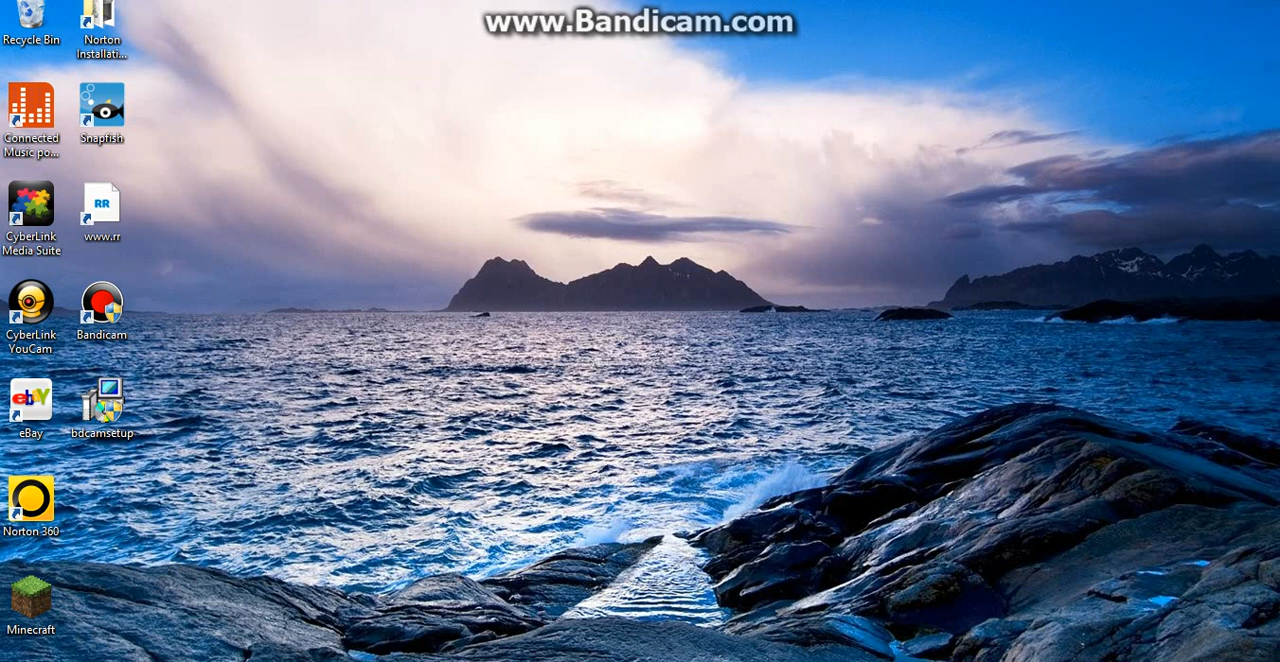 www.Bandicam.com
Recycle Bin
Norton
Installati...
Connected
Music po...
Snapfish
CyberLink
Media Suite
RR
www.rr
CyberLink
YouCam
Bandicam
ebY
eBay
bdcamsetup
Norton 360
Minecraft